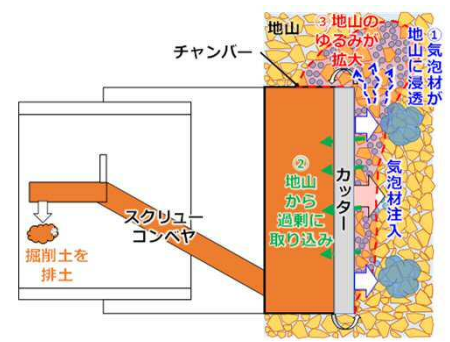 地山
③地山の
ゆるみが
拡大
①気泡材が
地山に浸透
チャンバー
②
地山
から
過剰に
取り込み
カッター
気泡材注入
スクリュー
コンベヤ
掘削土を
排土